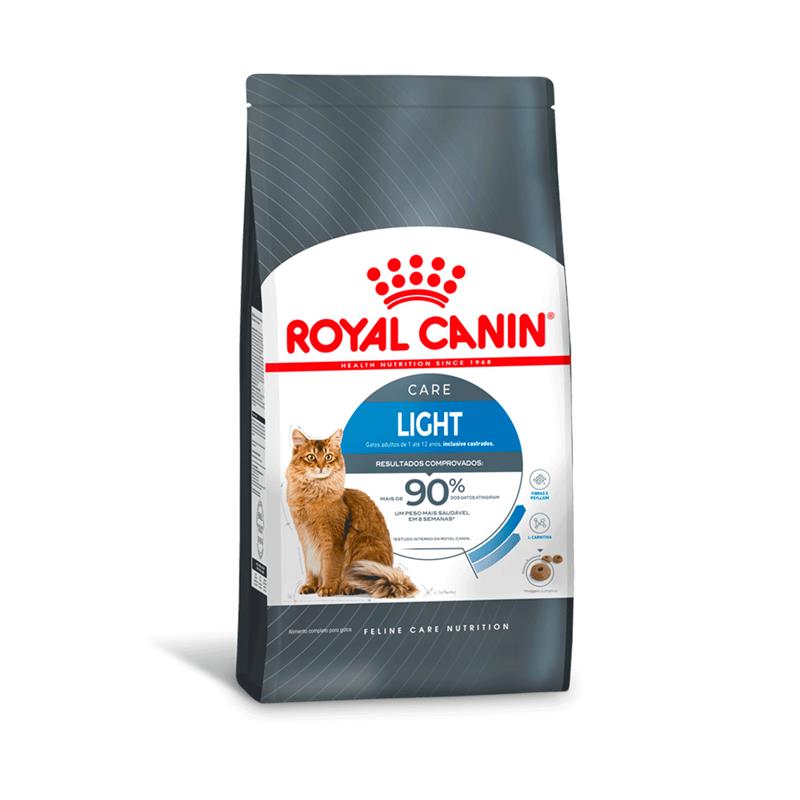 ROYAL CANIN®
HEALTH NUTRITION SINCE 1968
CARE
LIGHT
Gatos adultos de 1 até 12 anos, inclusive castrados.
RESULTADOS COMPROVADOS:
MAIS DE 90% DOS GATOS ATINGIRAM
UM PESO MAIS SAUDÁVEL
EM 8 SEMANAS*
*ESTUDO INTERNO DA ROYAL CANIN.
FIBRAS E
PSYLLIUM
L-CARNITINA
Alimento completo para gatos
FELINE CARE NUTRITION